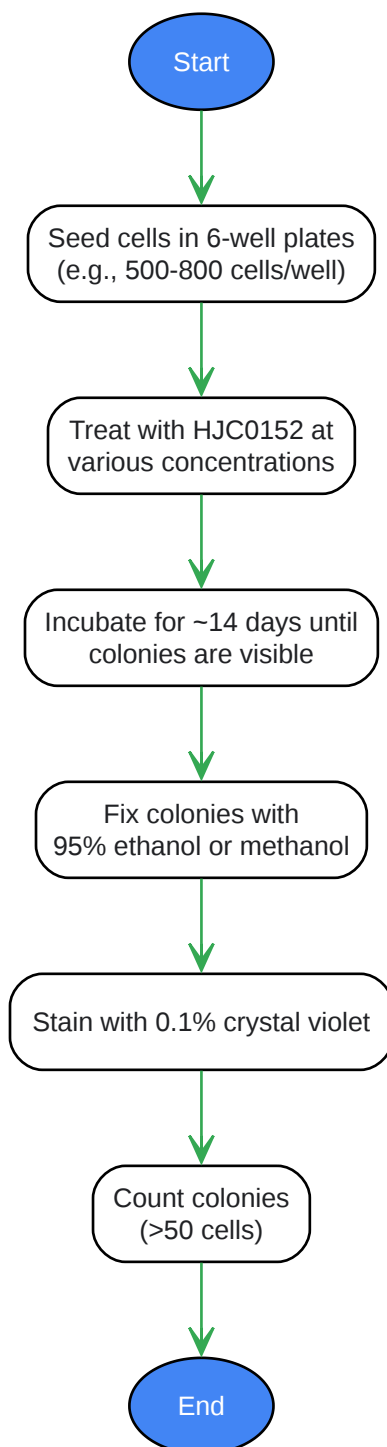 Start
Seed cells in 6-well plates
(e.g., 500-800 cells/well)
Treat with HJC0152 at
various concentrations
Incubate for ~14 days until
colonies are visible
Fix colonies with
95% ethanol or methanol
Stain with 0.1% crystal violet
Count colonies
(>50 cells)
End